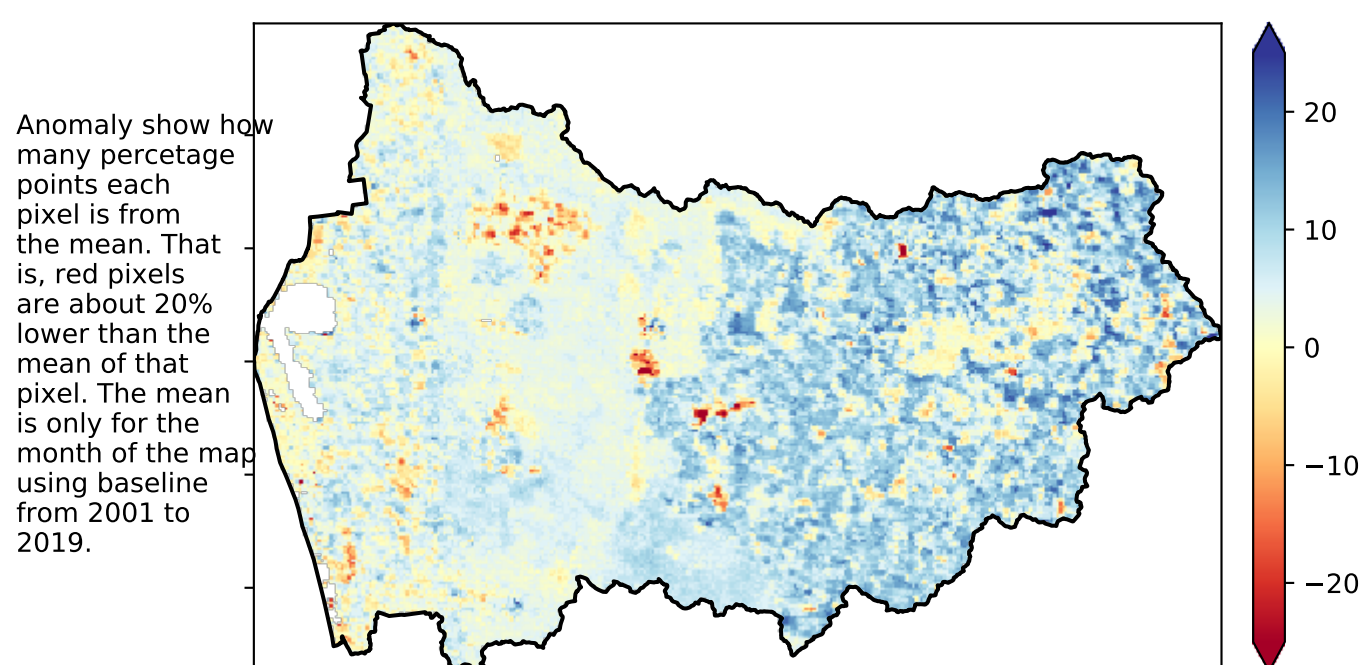 Anomaly show how
many percetage
points each
pixel is from
the mean. That
is, red pixels
are about 20%
lower than the
mean of that
pixel. The mean
is only for the
month of the map
using baseline
from 2001 to
2019.
20
10
0
−10
−20